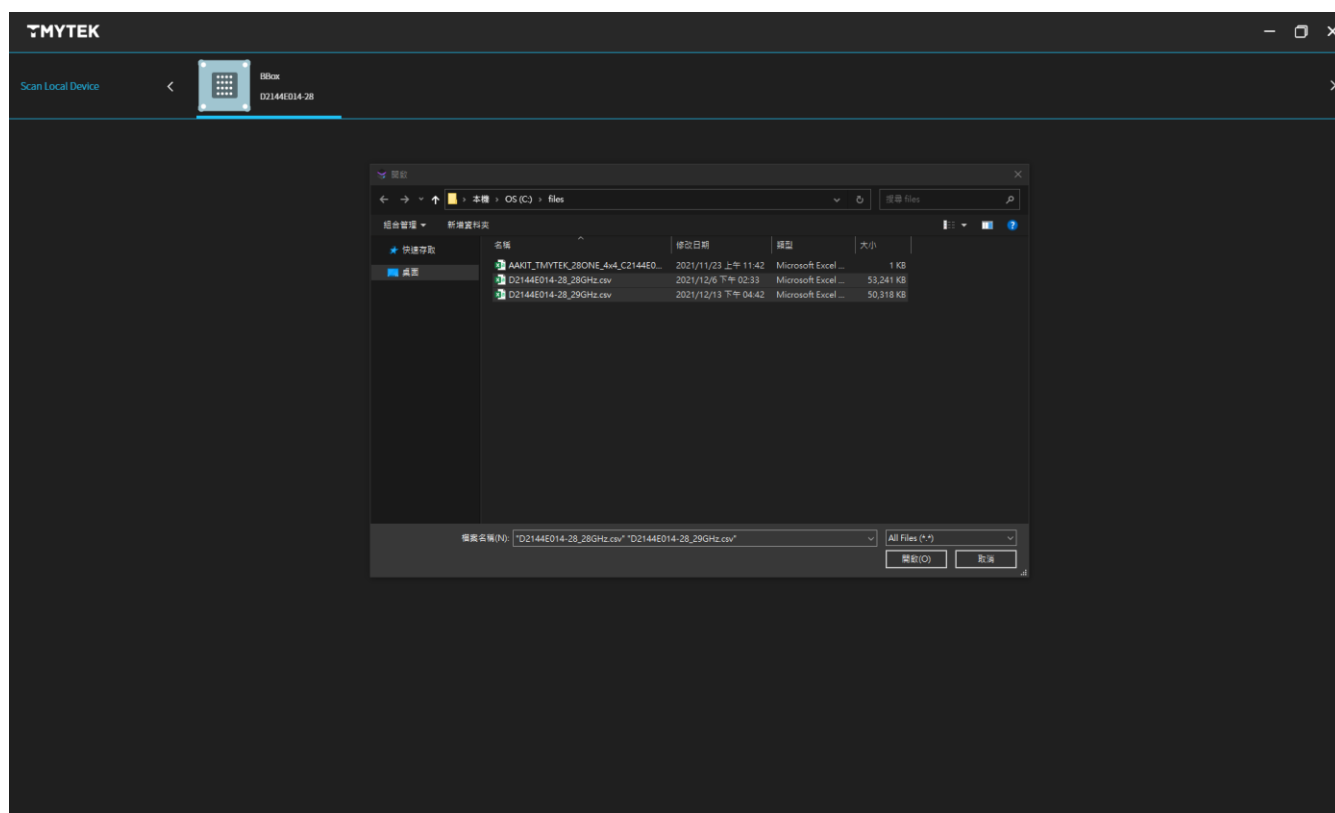 TMYTEK
Scan Local Device
BBox
D2144E014-28
開啟
本機 › OS (C:) › files
搜尋 files
組合管理 新增資料夾
名稱 修改日期 類型 大小
快速存取
桌面
AAKIT_TMYTEK_28ONE_4x4_C2144E0... 2021/11/23 上午 11:42 Microsoft Excel ... 1 KB
D2144E014-28_28GHz.csv 2021/12/6 下午 02:33 Microsoft Excel ... 53,241 KB
D2144E014-28_29GHz.csv 2021/12/13 下午 04:42 Microsoft Excel ... 50,318 KB
檔案名稱(N): "D2144E014-28_28GHz.csv" "D2144E014-28_29GHz.csv" All Files (*.*)
開啟(O) 取消